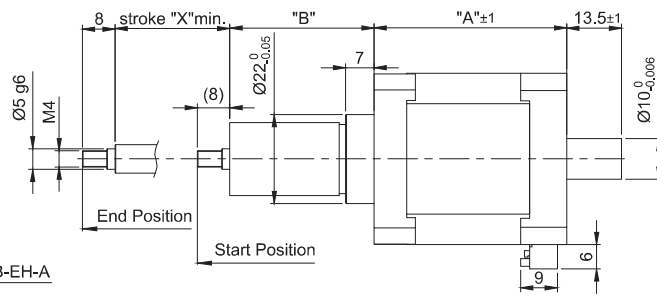 8 stroke "X"min. "B" "A"±1 13.5±1
7
(8)
Ø5 g6
M4
Ø22 0 -0.05
Ø10 0 -0.006
End Position
Start Position
6
9
B-EH-A